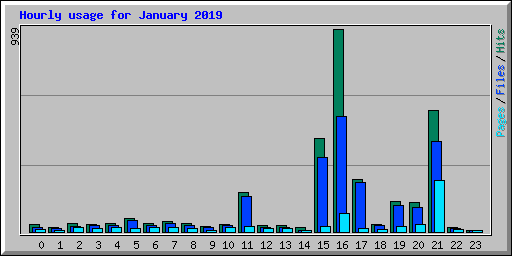 Hourly usage for January 2019
939
Pages/Files/Hits
0 1 2 3 4 5 6 7 8 9 10 11 12 13 14 15 16 17 18 19 20 21 22 23